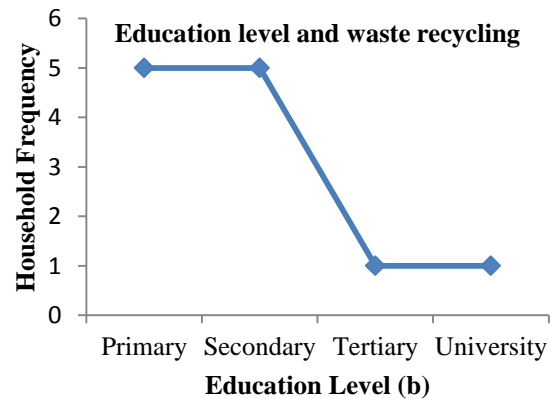 Education level and waste recycling
Household Frequency
6
5
4
3
2
1
0
Primary Secondary Tertiary University
Education Level (b)